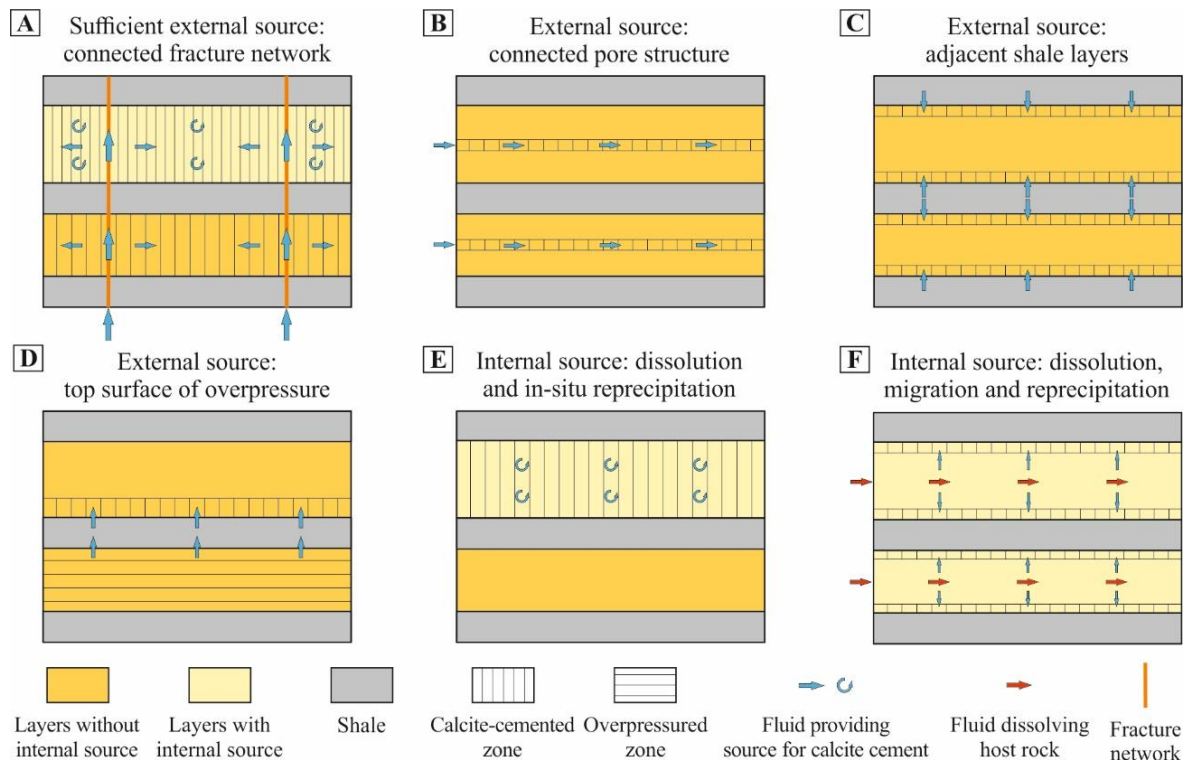 A
Sufficient external source:
connected fracture network
B
External source:
connected pore structure
C
External source:
adjacent shale layers
D
External source:
top surface of overpressure
E
Internal source: dissolution
and in-situ reprecipitation
F
Internal source: dissolution,
migration and reprecipitation
Layers without
internal source
Layers with
internal source
Shale
Calcite-cemented
zone
Overpressured
zone
Fluid providing
source for calcite cement
Fluid dissolving
host rock
Fracture
network